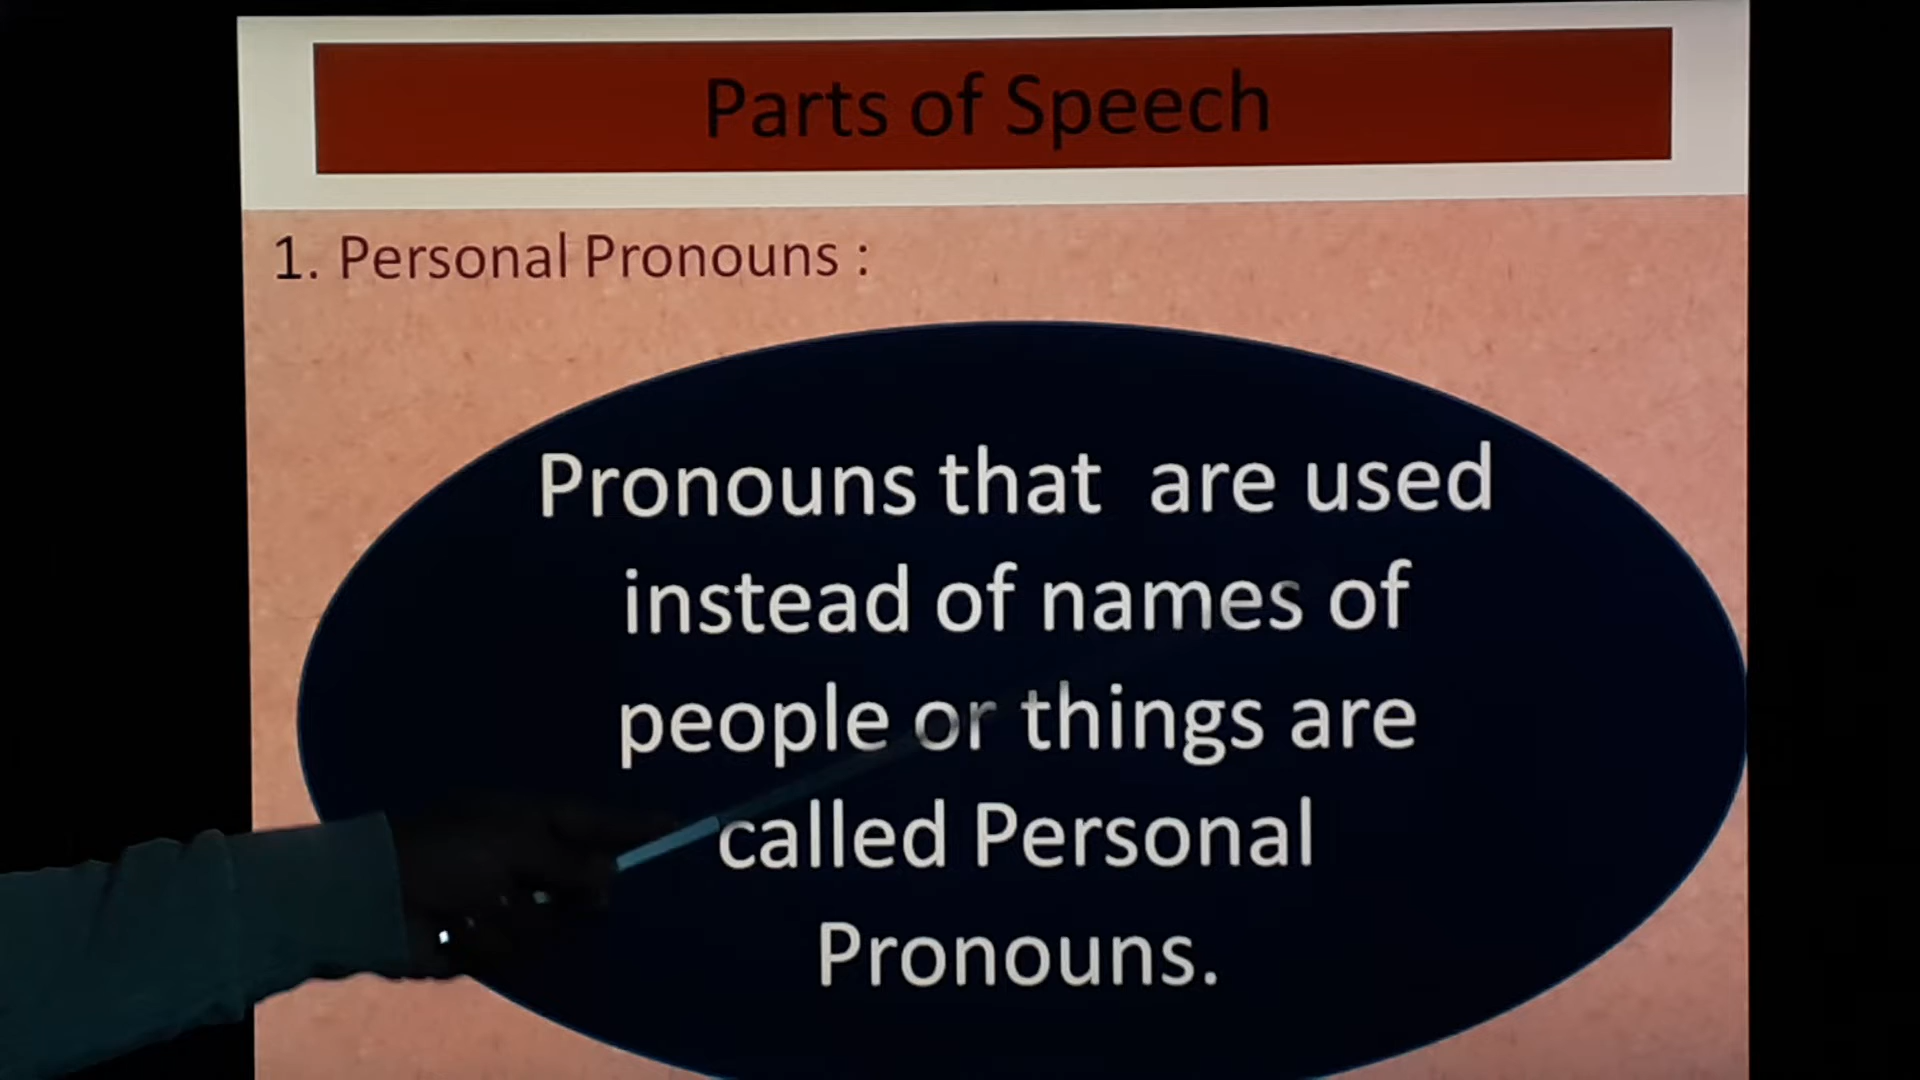 Parts of Speech
1. Personal Pronouns :
Pronouns that are used
instead of names of
people or things are
called Personal
Pronouns.